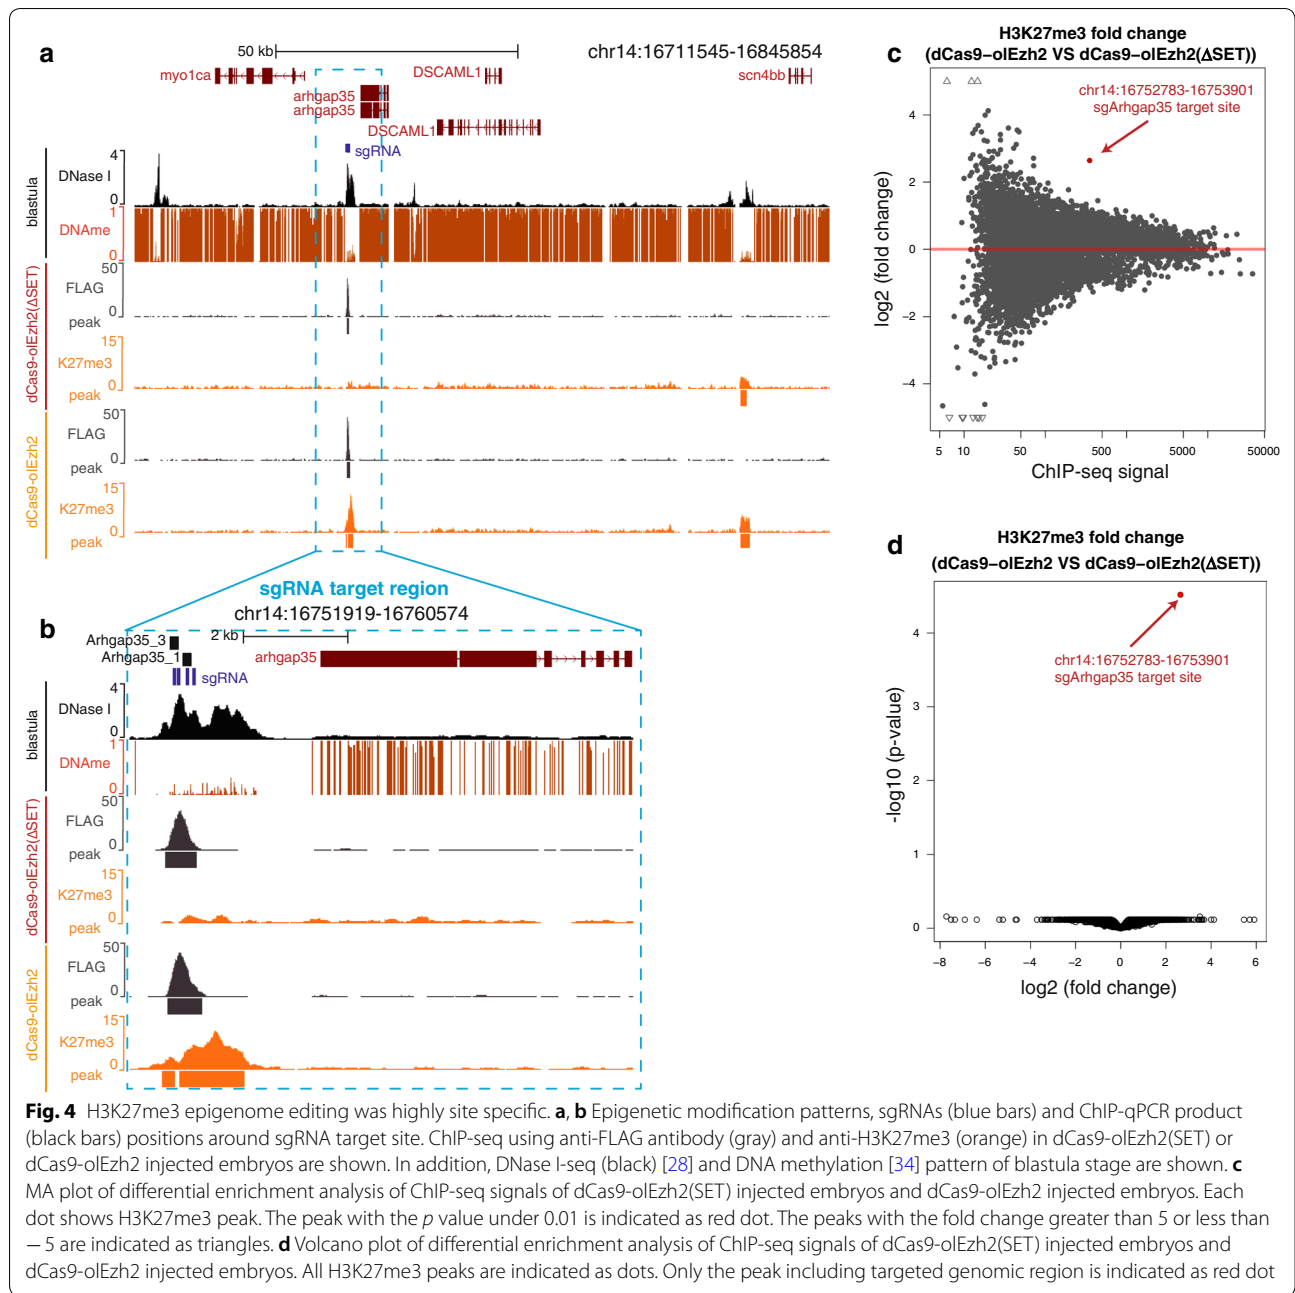 a
50 kb
chr14:16711545-16845854
myo1ca
DSCAML1
scn4bb
arhgap35
arhgap35
DSCAML1
sgRNA
blastula
4
DNase I
0
1
DNAme
0
dCas9-olEzh2(ΔSET)
50
FLAG
0
peak
15
K27me3
0
peak
dCas9-olEzh2
50
FLAG
0
peak
15
K27me3
0
peak
sgRNA target region
chr14:16751919-16760574
b
2 kb
Arhgap35_3
Arhgap35_1
arhgap35
sgRNA
blastula
4
DNase I
0
1
DNAme
0
dCas9-olEzh2(ΔSET)
50
FLAG
0
peak
15
K27me3
0
peak
dCas9-olEzh2
50
FLAG
0
peak
15
K27me3
0
peak
c
H3K27me3 fold change
(dCas9–olEzh2 VS dCas9–olEzh2(ΔSET))
chr14:16752783-16753901
sgArhgap35 target site
log2 (fold change)
4
2
0
−2
−4
5 10 50 500 5000 50000
ChIP-seq signal
d
H3K27me3 fold change
(dCas9–olEzh2 VS dCas9–olEzh2(ΔSET))
chr14:16752783-16753901
sgArhgap35 target site
-log10 (p-value)
4
3
2
1
0
−8 −6 −4 −2 0 2 4 6
log2 (fold change)
Fig. 4 H3K27me3 epigenome editing was highly site specific. a, b Epigenetic modification patterns, sgRNAs (blue bars) and ChIP-qPCR product
(black bars) positions around sgRNA target site. ChIP-seq using anti-FLAG antibody (gray) and anti-H3K27me3 (orange) in dCas9-olEzh2(SET) or
dCas9-olEzh2 injected embryos are shown. In addition, DNase I-seq (black) [28] and DNA methylation [34] pattern of blastula stage are shown. c
MA plot of differential enrichment analysis of ChIP-seq signals of dCas9-olEzh2(SET) injected embryos and dCas9-olEzh2 injected embryos. Each
dot shows H3K27me3 peak. The peak with the p value under 0.01 is indicated as red dot. The peaks with the fold change greater than 5 or less than
− 5 are indicated as triangles. d Volcano plot of differential enrichment analysis of ChIP-seq signals of dCas9-olEzh2(SET) injected embryos and
dCas9-olEzh2 injected embryos. All H3K27me3 peaks are indicated as dots. Only the peak including targeted genomic region is indicated as red dot